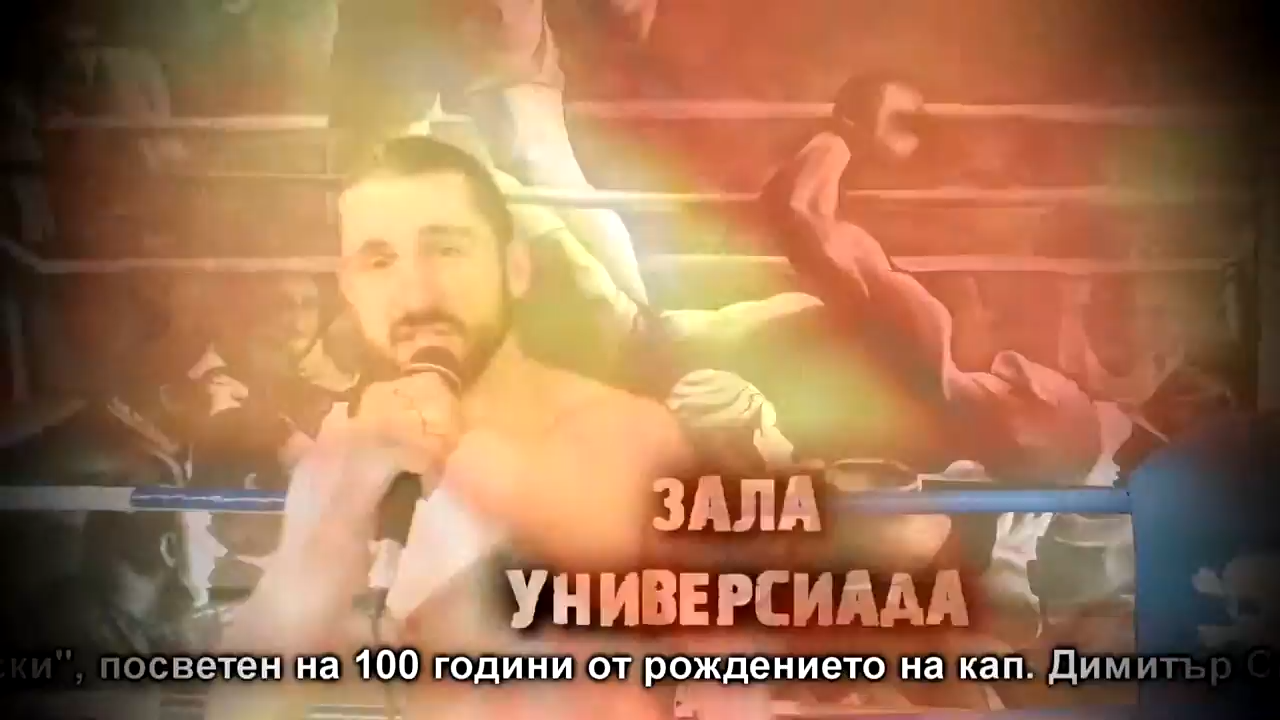 ЗАЛА
УНИВЕРСИАДА
ски", посветен на 100 години от рождението на кап. Димитър С